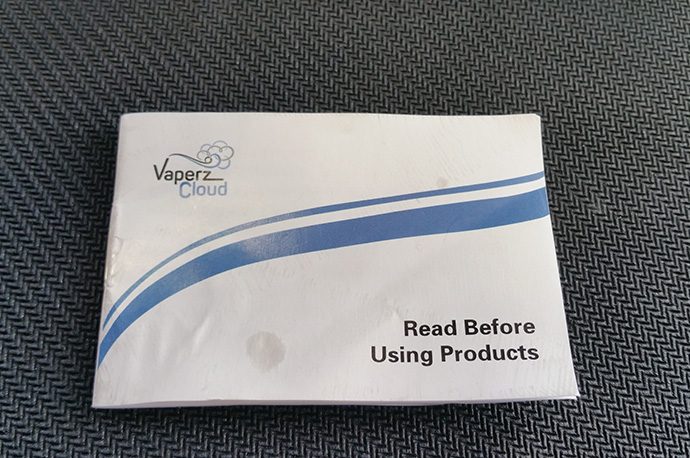 Vaperz
Cloud
Read Before
Using Products